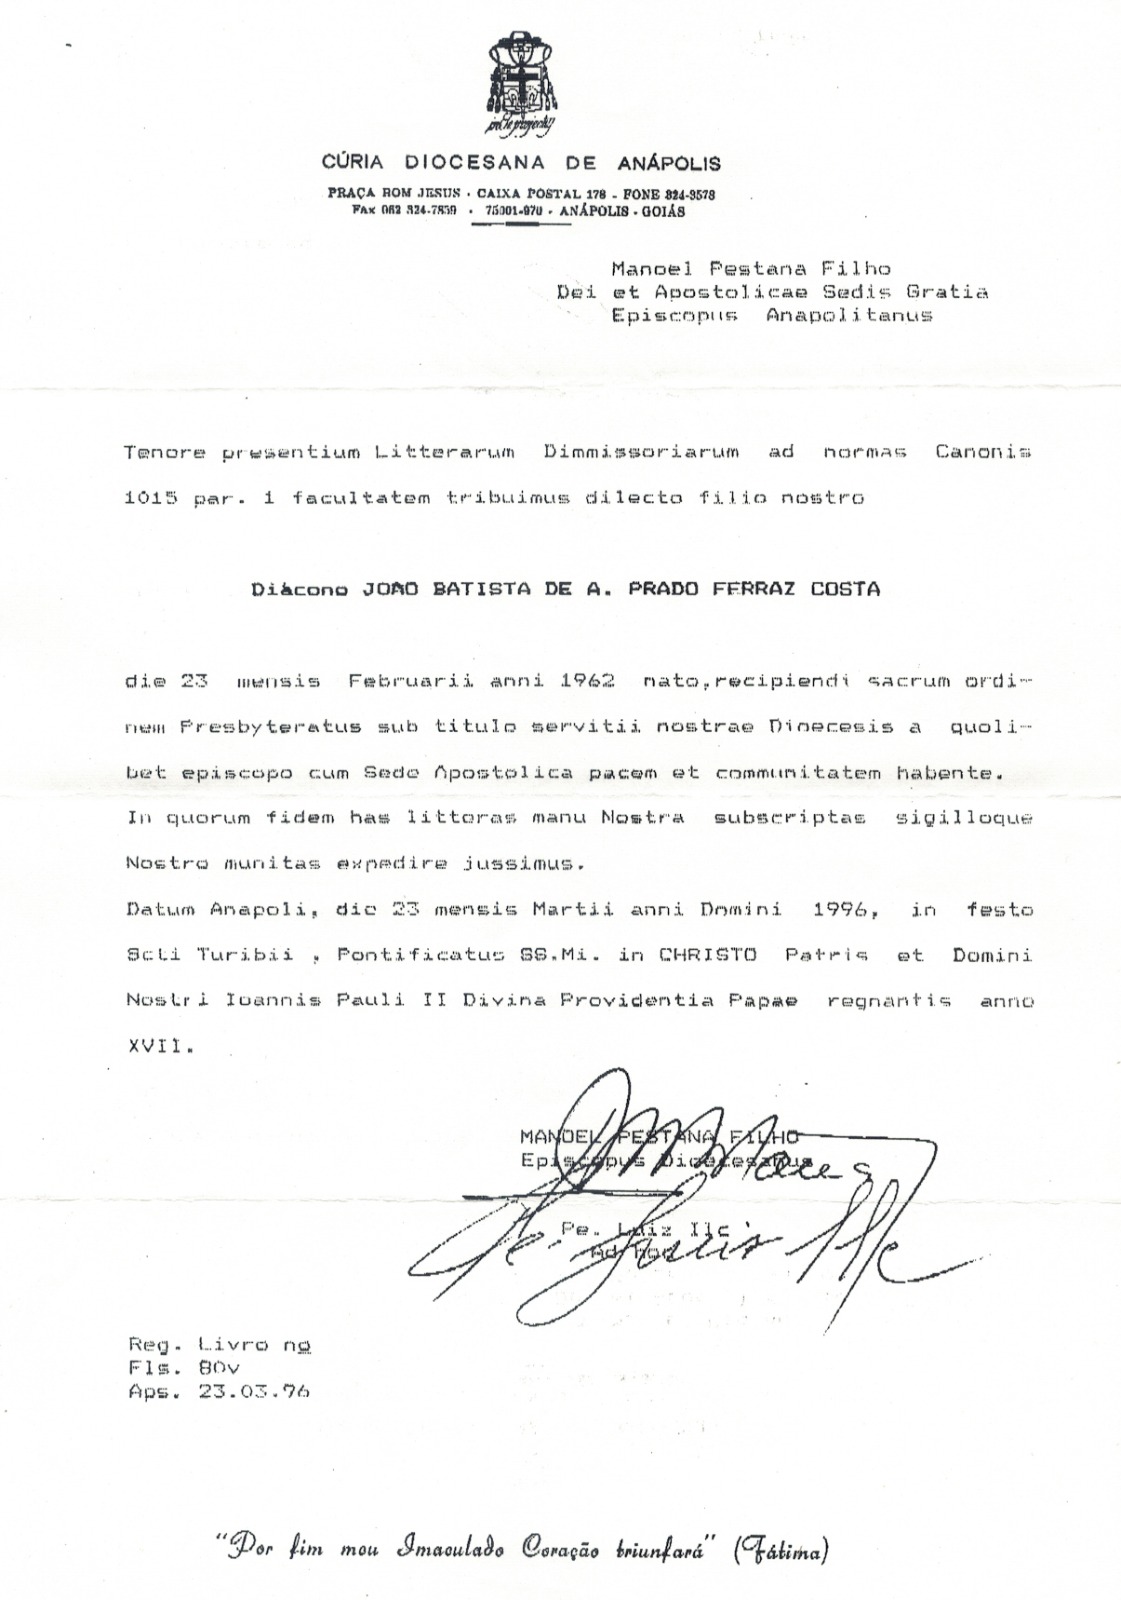 CÚRIA DIOCESANA DE ANÁPOLIS
PRAÇA BOM JESUS - CAIXA POSTAL 178 - FONE 324-3578
FAX 062 324-7859 - 75001-970 - ANÁPOLIS - GOIÁS
Manoel Pestana Filho
Dei et Apostolicae Sedis Gratia
Episcopus Anapolitanus
Tenore presentium Litterarum Dimmissoriarum ad normas Canonis
1015 par. 1 facultatem tribuimus dilecto filio nostro
Diácono JOAO BATISTA DE A. PRADO FERRAZ COSTA
die 23 mensis Februarii anni 1962 nato,recipiendi sacrum ordi-
nem Presbyteratus sub titulo servitii nostrae Dioecesis a quoli-
bet episcopo cum Sede Apostolica pacem et communitatem habente.
In quorum fidem has litteras manu Nostra subscriptas sigilloque
Nostro munitas expedire jussimus.
Datum Anapoli, die 23 mensis Martii anni Domini 1996, in festo
Scti Turibii , Pontificatus SS.Mi. in CHRISTO Patris et Domini
Nostri Ioannis Pauli II Divina Providentia Papae regnantis anno
XVII.
MANOEL PESTANA FILHO
Episcopus Dioecesanus
Pe. Luiz Ilc
Ad Hoc
Pe. Luis Ilc
Reg. Livro nº
Fls. 80v
Aps. 23.03.96
"Por fim meu Imaculado Coração triunfará" (Fátima)